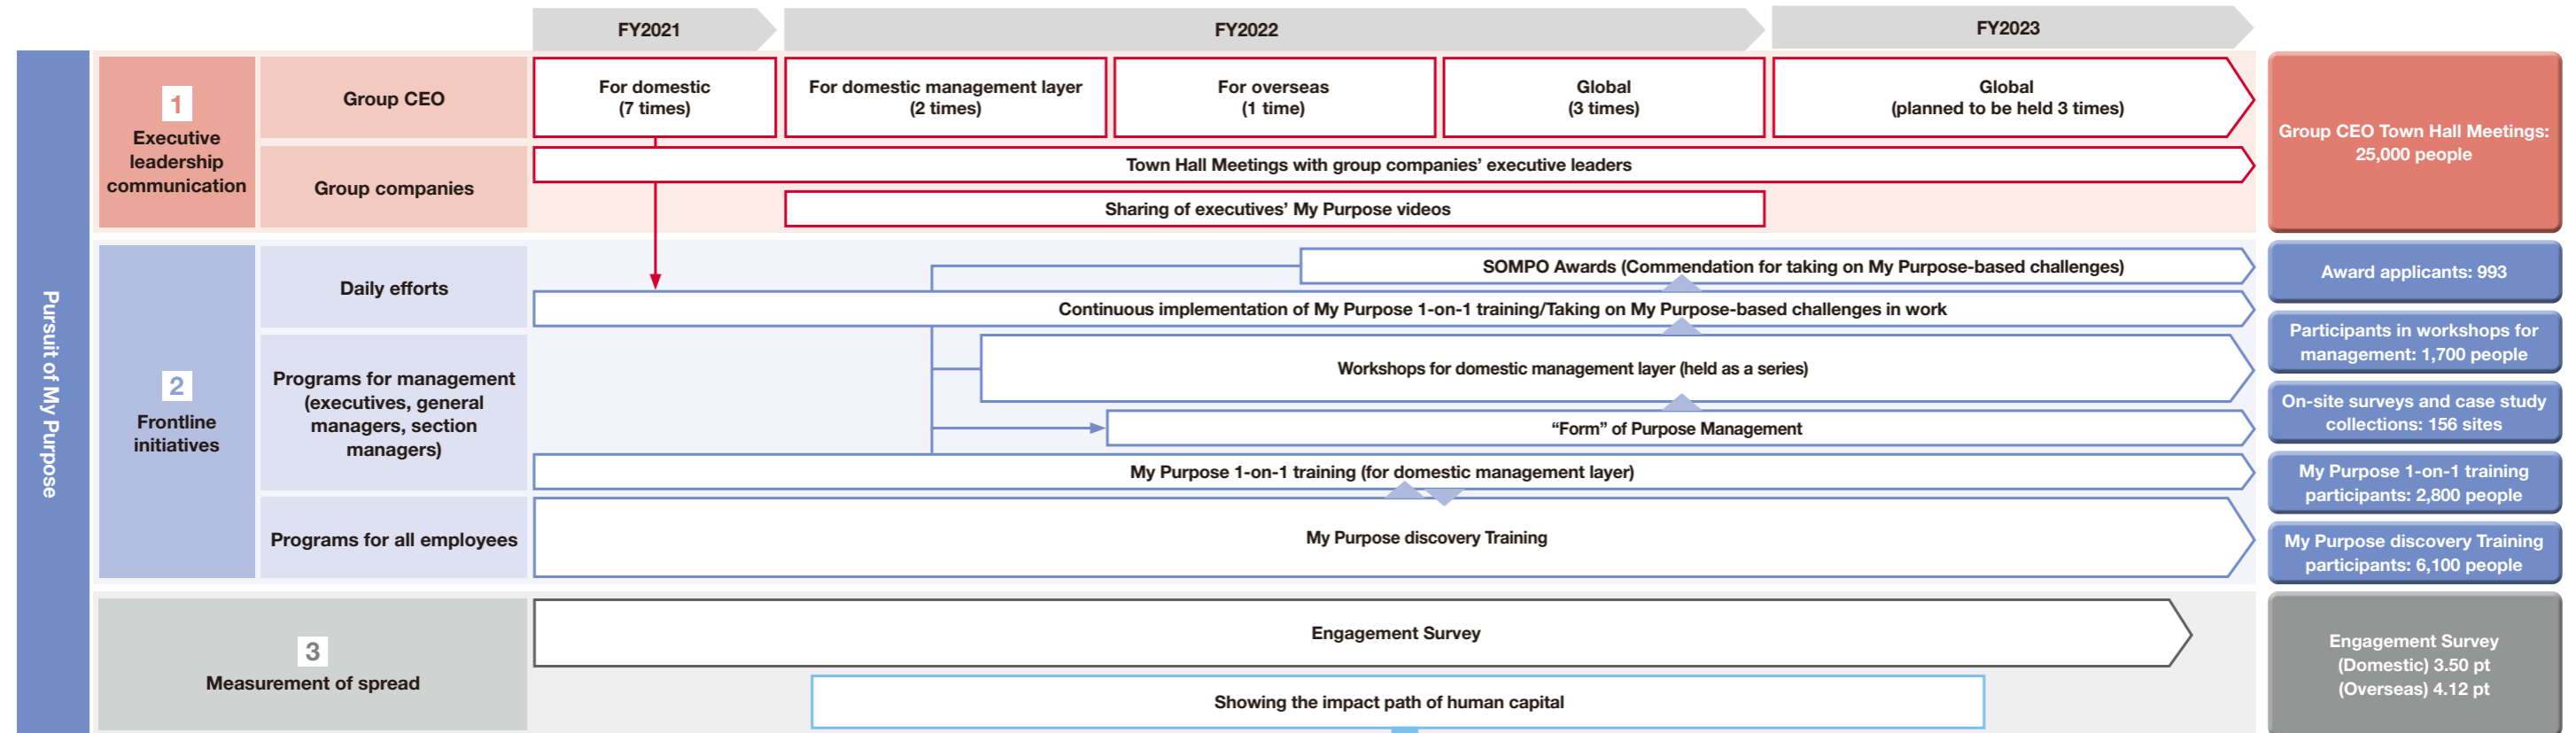 FY2021
FY2022
FY2023
Pursuit of My Purpose
1
Executive
leadership
communication
Group CEO
For domestic
(7 times)
For domestic management layer
(2 times)
For overseas
(1 time)
Global
(3 times)
Global
(planned to be held 3 times)
Group companies
Town Hall Meetings with group companies’ executive leaders
Sharing of executives’ My Purpose videos
Group CEO Town Hall Meetings:
25,000 people
2
Frontline
initiatives
Daily efforts
SOMPO Awards (Commendation for taking on My Purpose-based challenges)
Continuous implementation of My Purpose 1-on-1 training/Taking on My Purpose-based challenges in work
Programs for management
(executives, general
managers, section
managers)
Workshops for domestic management layer (held as a series)
“Form” of Purpose Management
My Purpose 1-on-1 training (for domestic management layer)
Programs for all employees
My Purpose discovery Training
Award applicants: 993
Participants in workshops for
management: 1,700 people
On-site surveys and case study
collections: 156 sites
My Purpose 1-on-1 training
participants: 2,800 people
My Purpose discovery Training
participants: 6,100 people
3
Measurement of spread
Engagement Survey
Showing the impact path of human capital
Engagement Survey
(Domestic) 3.50 pt
(Overseas) 4.12 pt